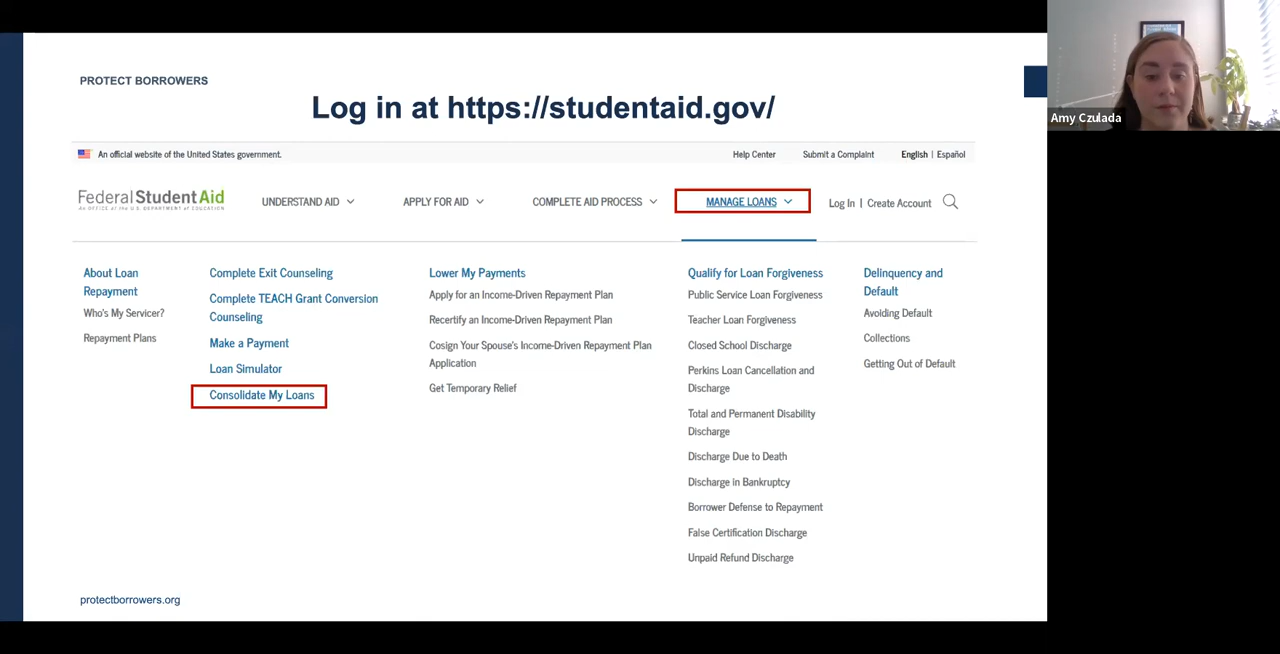 PROTECT BORROWERS
Log in at https://studentaid.gov/
An official website of the United States government.
Help Center
Submit a Complaint
English | Español
Federal Student Aid
An OFFICE of the U.S. DEPARTMENT of EDUCATION
UNDERSTAND AID
APPLY FOR AID
COMPLETE AID PROCESS
MANAGE LOANS
Log In | Create Account
About Loan
Repayment
Who's My Servicer?
Repayment Plans
Complete Exit Counseling
Complete TEACH Grant Conversion
Counseling
Make a Payment
Loan Simulator
Consolidate My Loans
Lower My Payments
Apply for an Income-Driven Repayment Plan
Recertify an Income-Driven Repayment Plan
Cosign Your Spouse's Income-Driven Repayment Plan
Application
Get Temporary Relief
Qualify for Loan Forgiveness
Public Service Loan Forgiveness
Teacher Loan Forgiveness
Closed School Discharge
Perkins Loan Cancellation and
Discharge
Total and Permanent Disability
Discharge
Discharge Due to Death
Discharge in Bankruptcy
Borrower Defense to Repayment
False Certification Discharge
Unpaid Refund Discharge
Delinquency and
Default
Avoiding Default
Collections
Getting Out of Default
protectborrowers.org
Amy Czulada